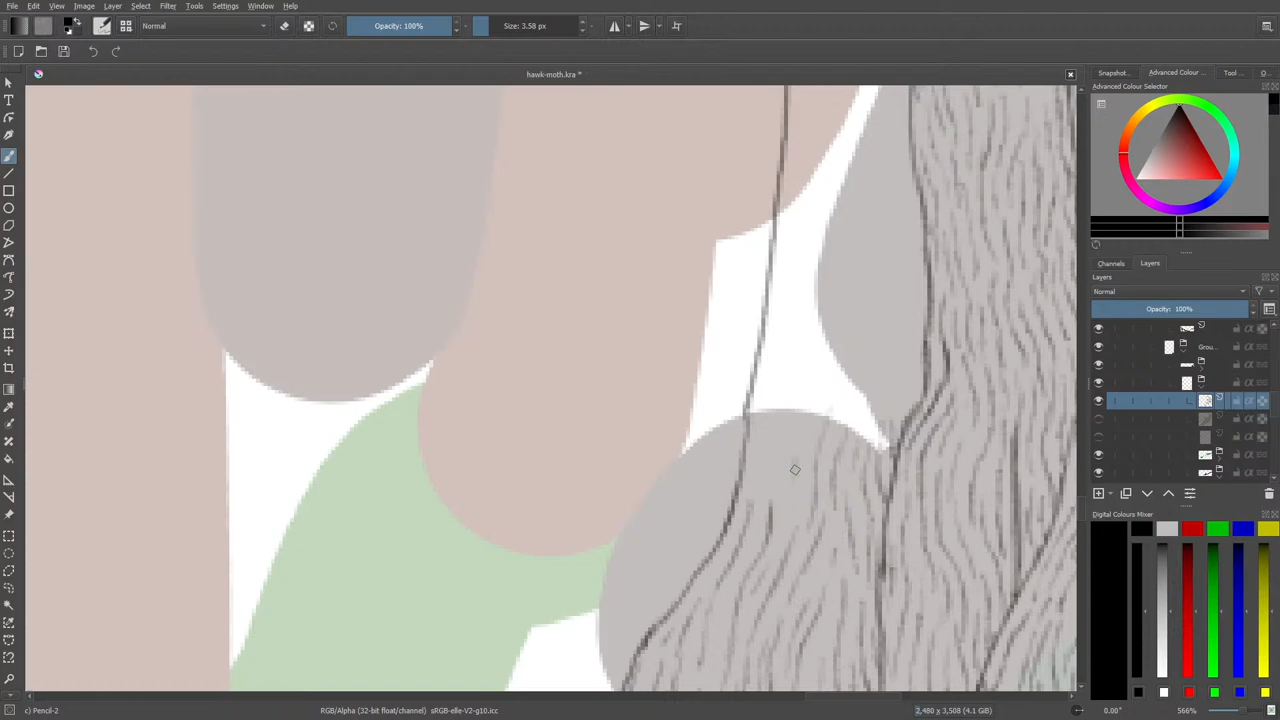 File Edit View Image Layer Select Filter Tools Settings Window Help
Normal Opacity: 100% Size: 3.58 px
hawk-moth.kra *
Snapshot... Advanced Colour ... Tool ... O...
Advanced Colour Selector
Channels Layers
Layers
Normal
Opacity: 100%
Grou...
Digital Colours Mixer
c) Pencil-2 RGB/Alpha (32-bit float/channel) sRGB-elle-V2-g10.icc 2,480 x 3,508 (4.1 GiB) 0.00° 566%